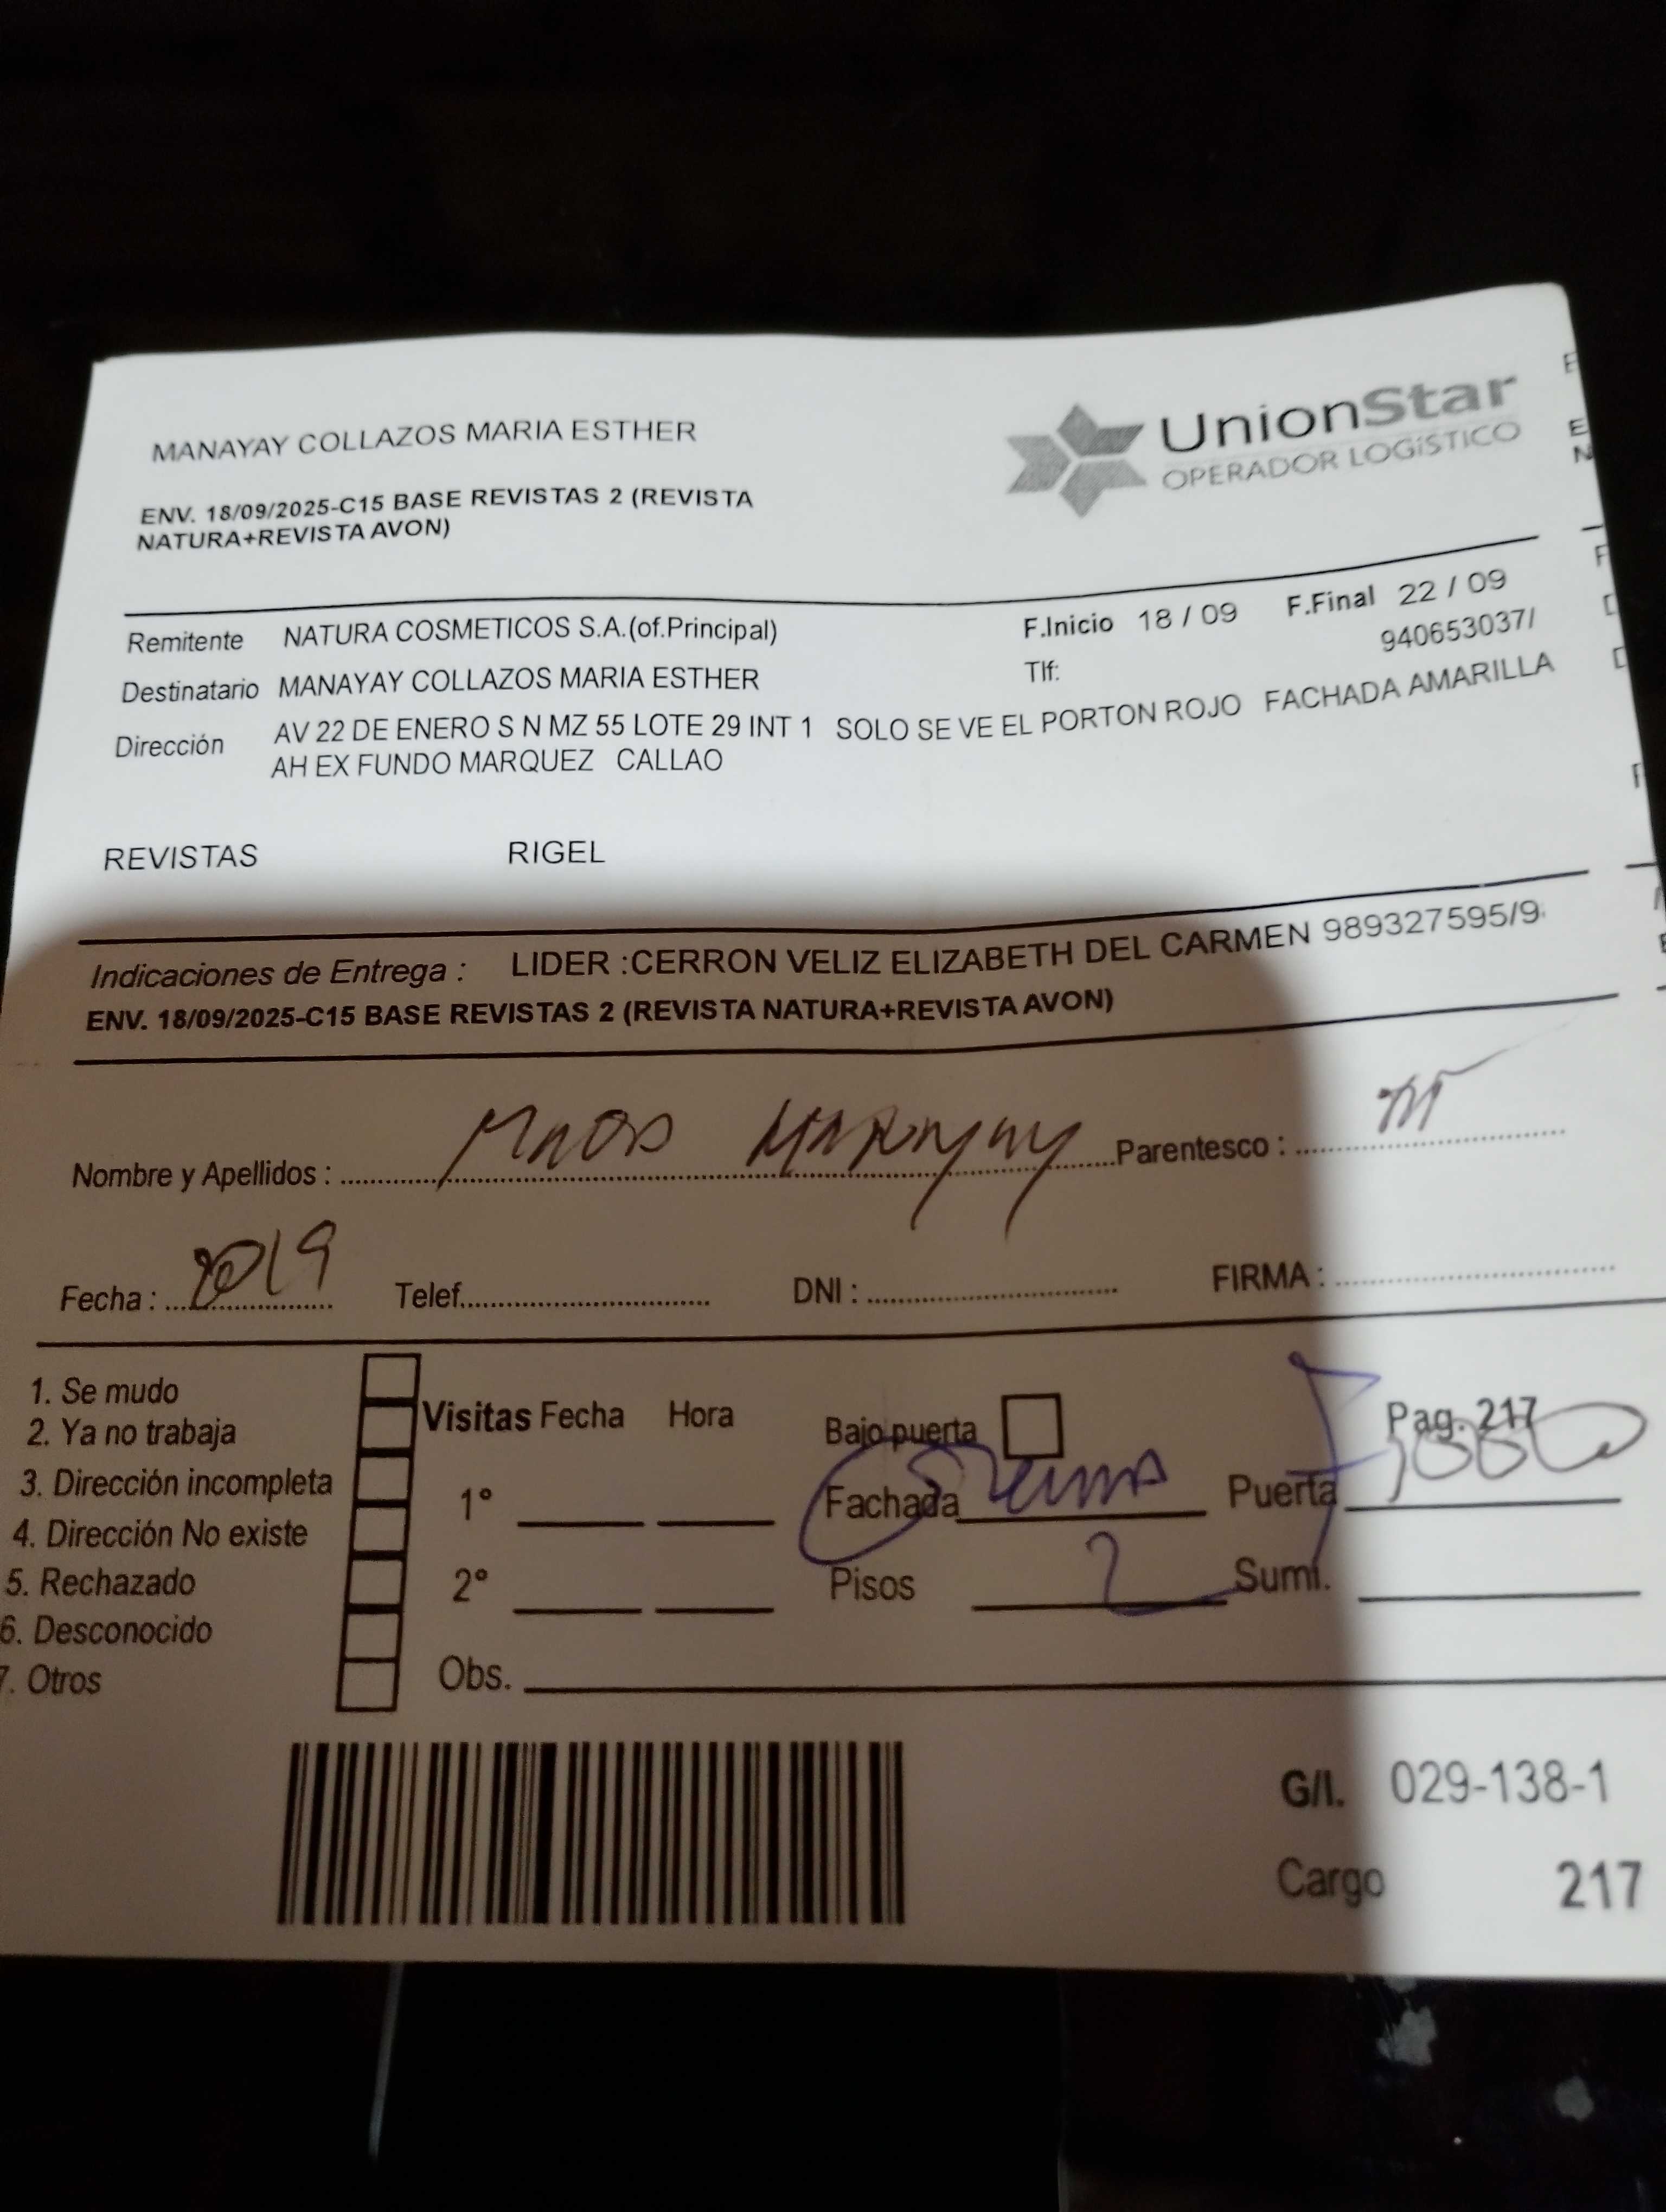 MANAYAY COLLAZOS MARIA ESTHER
UnionStar
OPERADOR LOGíSTICO
ENV. 18/09/2025-C15 BASE REVISTAS 2 (REVISTA
NATURA+REVISTA AVON)
Remitente NATURA COSMETICOS S.A.(of.Principal) F.Inicio 18 / 09 F.Final 22 / 09
Destinatario MANAYAY COLLAZOS MARIA ESTHER Tlf: 940653037/
Dirección AV 22 DE ENERO S N MZ 55 LOTE 29 INT 1 SOLO SE VE EL PORTON ROJO FACHADA AMARILLA
AH EX FUNDO MARQUEZ CALLAO
REVISTAS RIGEL
Indicaciones de Entrega : LIDER :CERRON VELIZ ELIZABETH DEL CARMEN 989327595/9
ENV. 18/09/2025-C15 BASE REVISTAS 2 (REVISTA NATURA+REVISTA AVON)
Nombre y Apellidos : Manayay Parentesco :
Fecha : Telef. DNI : FIRMA :
1. Se mudo
2. Ya no trabaja
3. Dirección incompleta
4. Dirección No existe
5. Rechazado
6. Desconocido
7. Otros
Visitas Fecha Hora
1°
2°
Obs.
Bajo puerta
Pag. 217
Fachada Puerta
Pisos 2 Sumi.
G/I. 029-138-1
Cargo 217